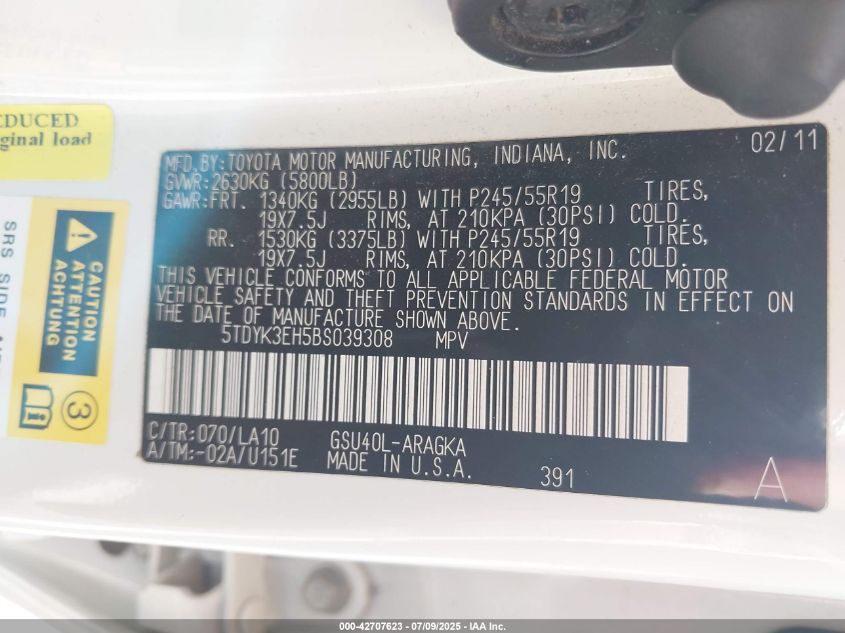 EDUCED
ginal load
SRS SIDE
CAUTION
ATTENTION
ACHTUNG
3
02/11
MFD.BY:TOYOTA MOTOR MANUFACTURING, INDIANA, INC.
GVWR:2630KG (5800LB)
GAWR:FRT. 1340KG (2955LB) WITH P245/55R19 TIRES,
19X7.5J RIMS, AT 210KPA (30PSI) COLD.
RR. 1530KG (3375LB) WITH P245/55R19 TIRES,
19X7.5J RIMS, AT 210KPA (30PSI) COLD.
THIS VEHICLE CONFORMS TO ALL APPLICABLE FEDERAL MOTOR
VEHICLE SAFETY AND THEFT PREVENTION STANDARDS IN EFFECT ON
THE DATE OF MANUFACTURE SHOWN ABOVE.
5TDYK3EH5BS039308 MPV
C/TR:070/LA10 GSU40L-ARAGKA
A/TM:-02A/U151E MADE IN U.S.A. 391 A
000-42707623 - 07/09/2025 - IAA Inc.